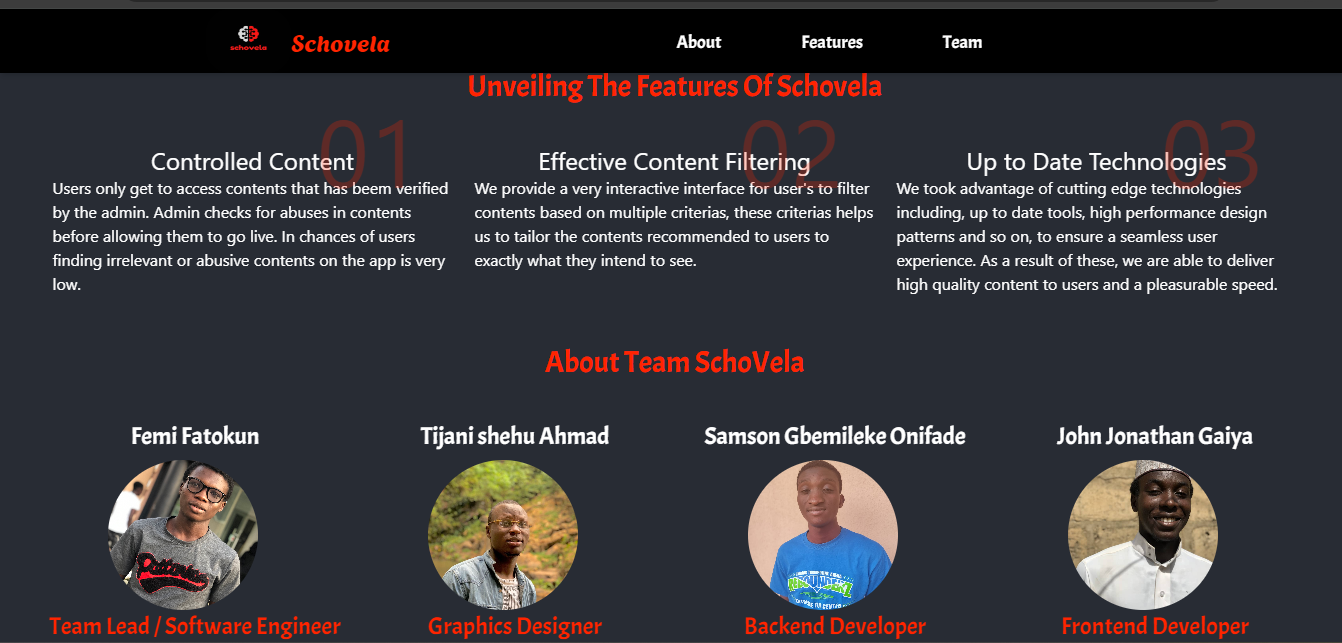 schovela
Schovela
About
Features
Team
Unveiling The Features Of Schovela
01
Controlled Content
Users only get to access contents that has beem verified
by the admin. Admin checks for abuses in contents
before allowing them to go live. In chances of users
finding irrelevant or abusive contents on the app is very
low.
02
Effective Content Filtering
We provide a very interactive interface for user's to filter
contents based on multiple criterias, these criterias helps
us to tailor the contents recommended to users to
exactly what they intend to see.
03
Up to Date Technologies
We took advantage of cutting edge technologies
including, up to date tools, high performance design
patterns and so on, to ensure a seamless user
experience. As a result of these, we are able to deliver
high quality content to users and a pleasurable speed.
About Team SchoVela
Femi Fatokun
Team Lead / Software Engineer
Tijani shehu Ahmad
Graphics Designer
Samson Gbemileke Onifade
Backend Developer
John Jonathan Gaiya
Frontend Developer